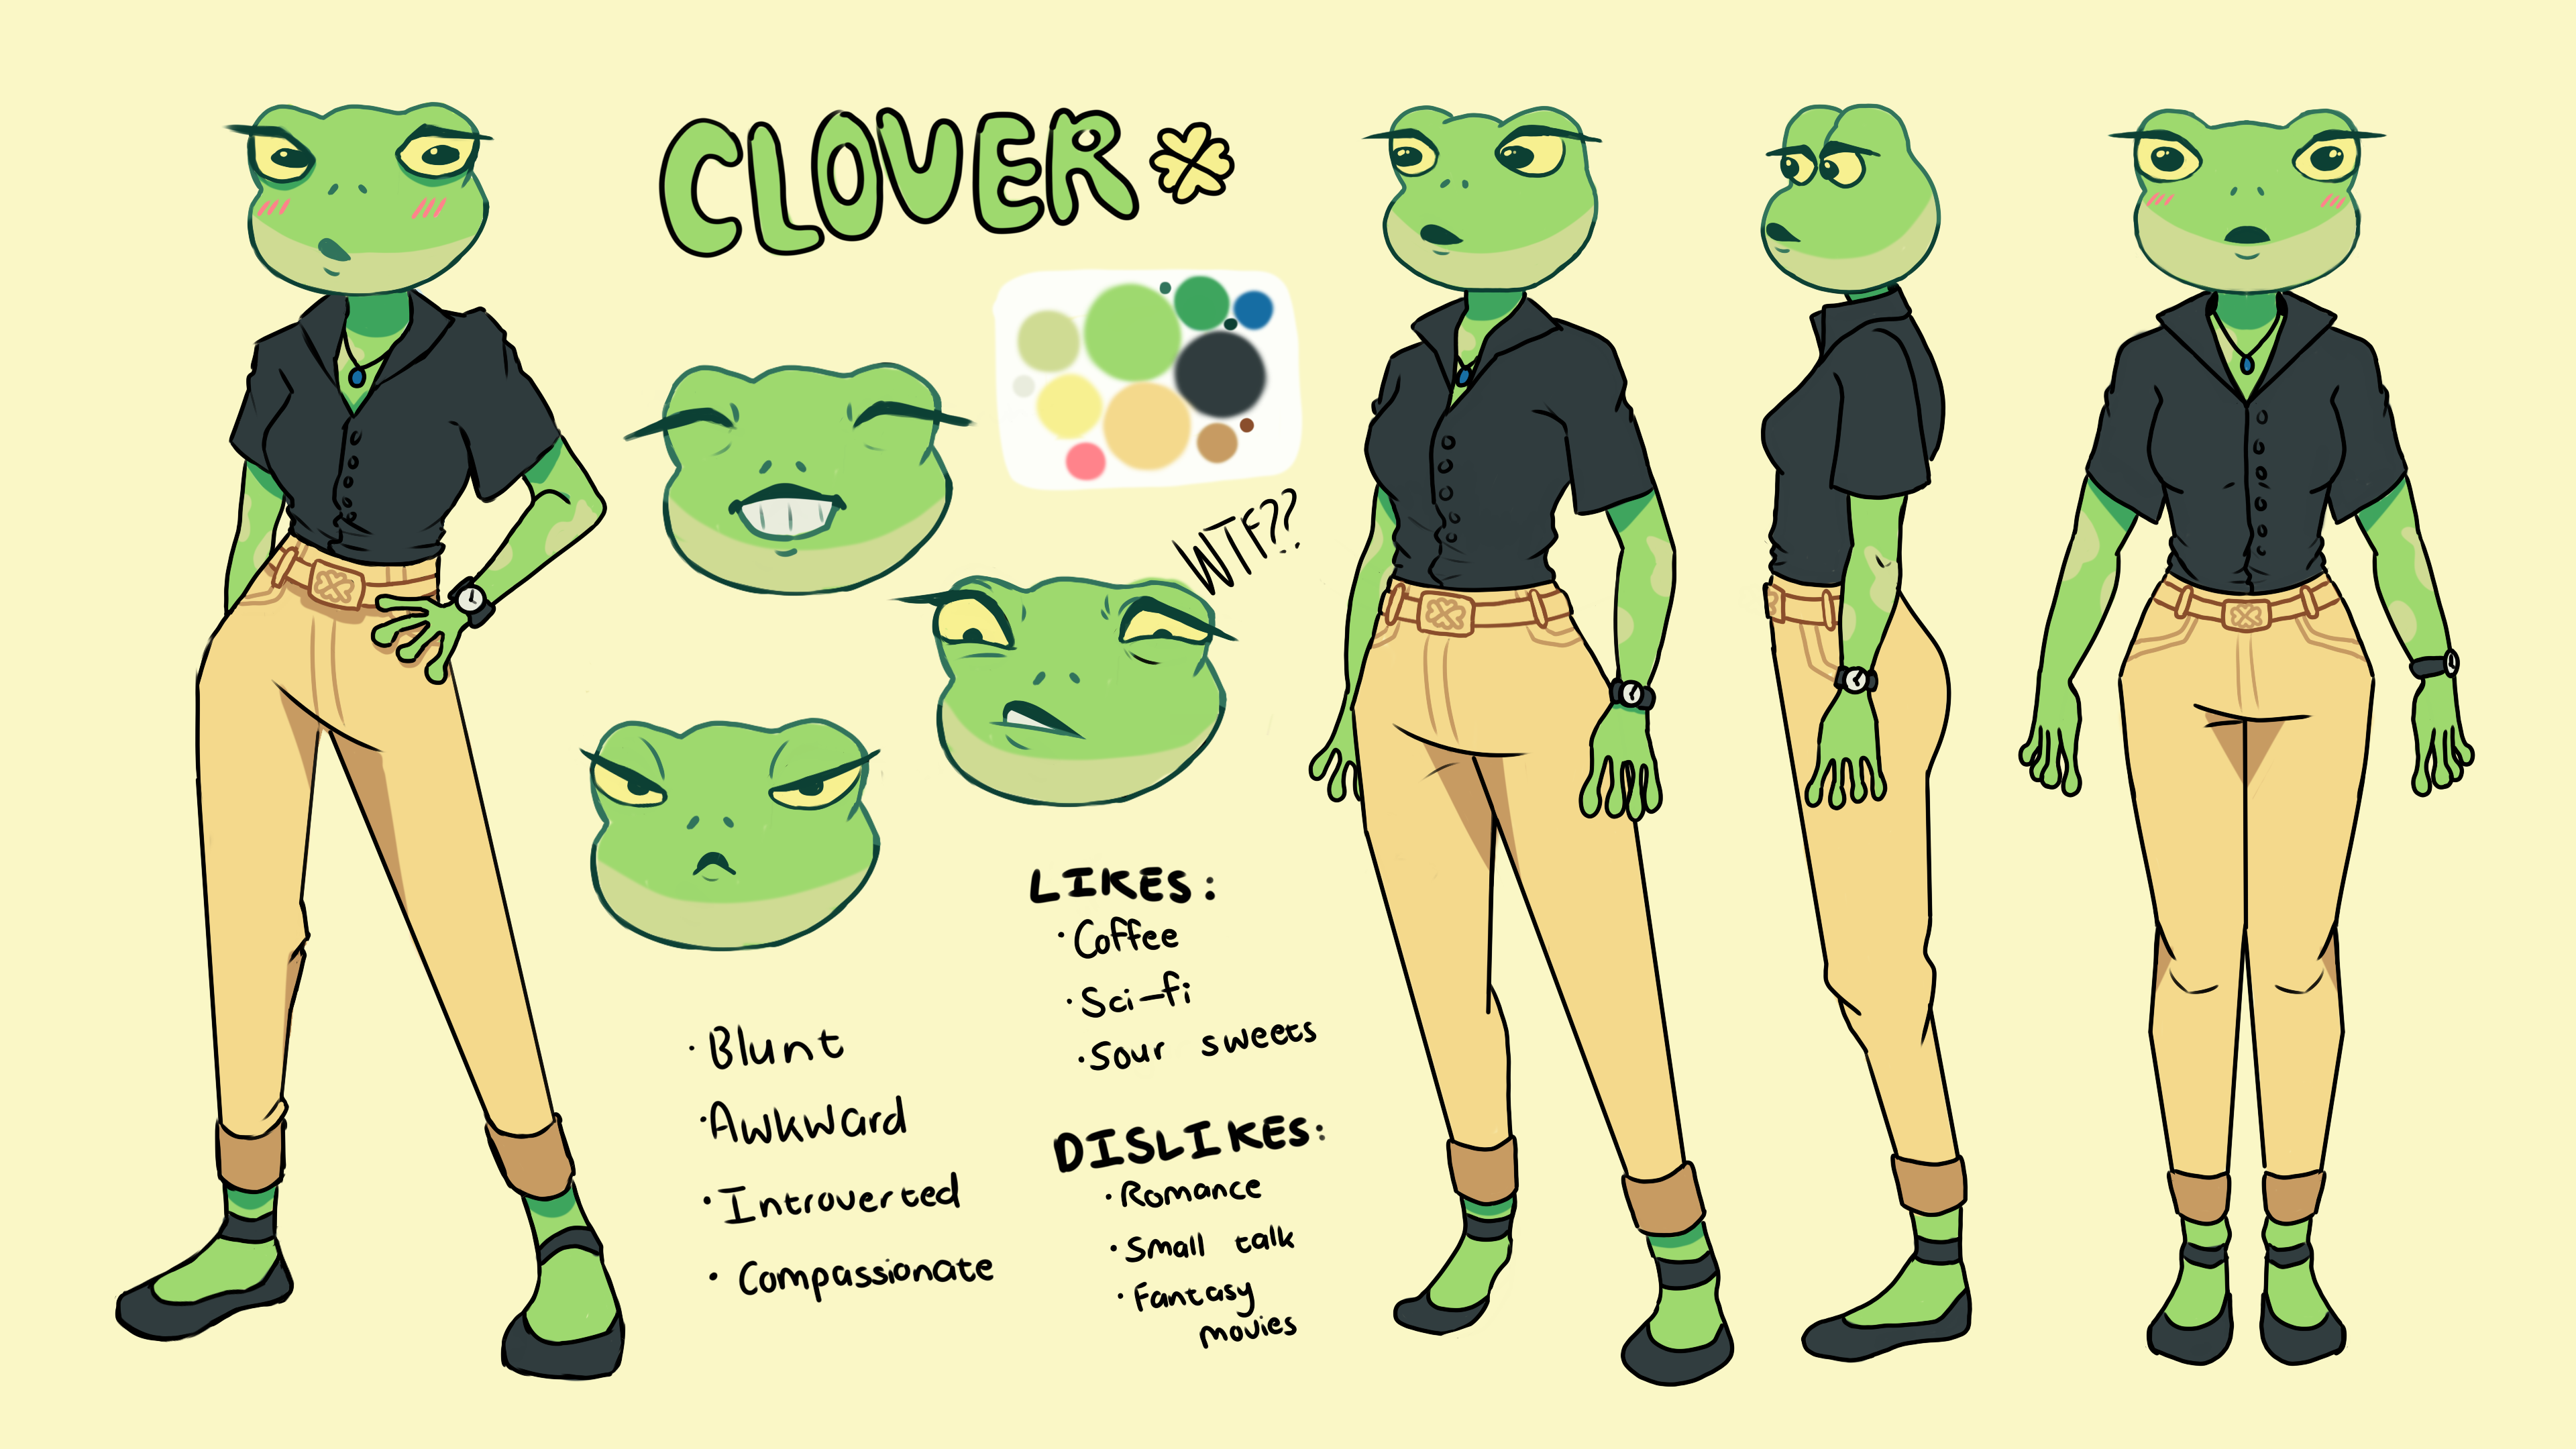 CLOVER
WTF??
LIKES:
· Coffee
· Sci-fi
· Sour sweets
· Blunt
· Awkward
· Introverted
· Compassionate
DISLIKES:
· Romance
· Small talk
· Fantasy
movies